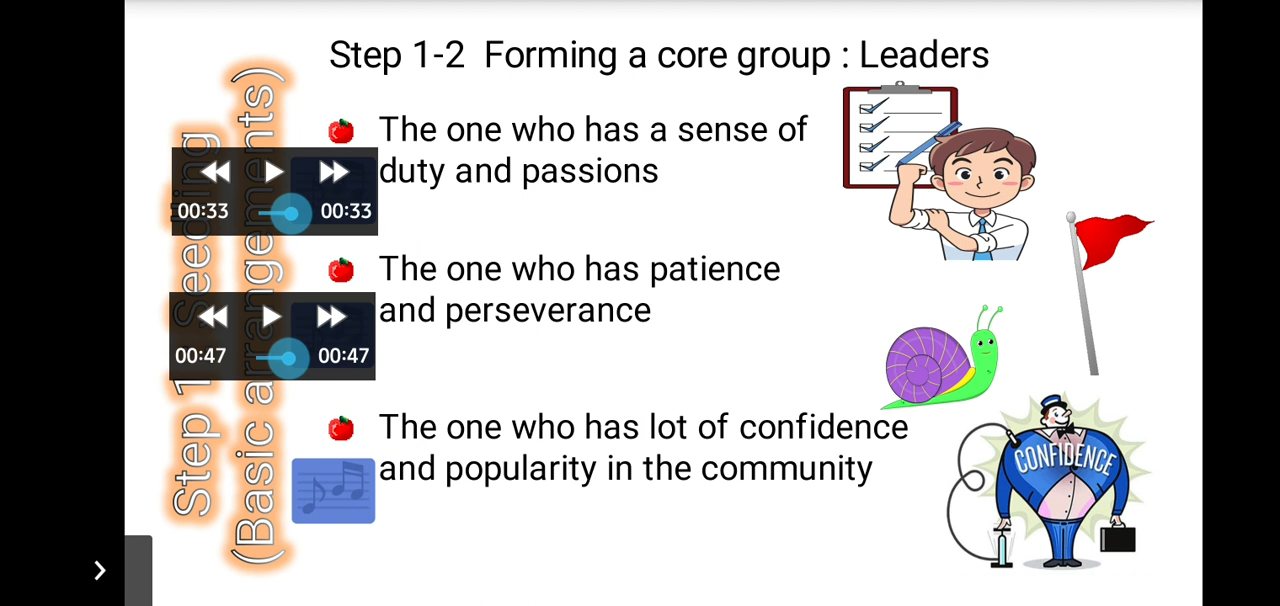 Step 1-2 Forming a core group : Leaders
The one who has a sense of
duty and passions
The one who has patience
and perseverance
The one who has lot of confidence
and popularity in the community
Step 1 Seeding
(Basic arrangements)
00:33 00:33
00:47 00:47
CONFIDENCE